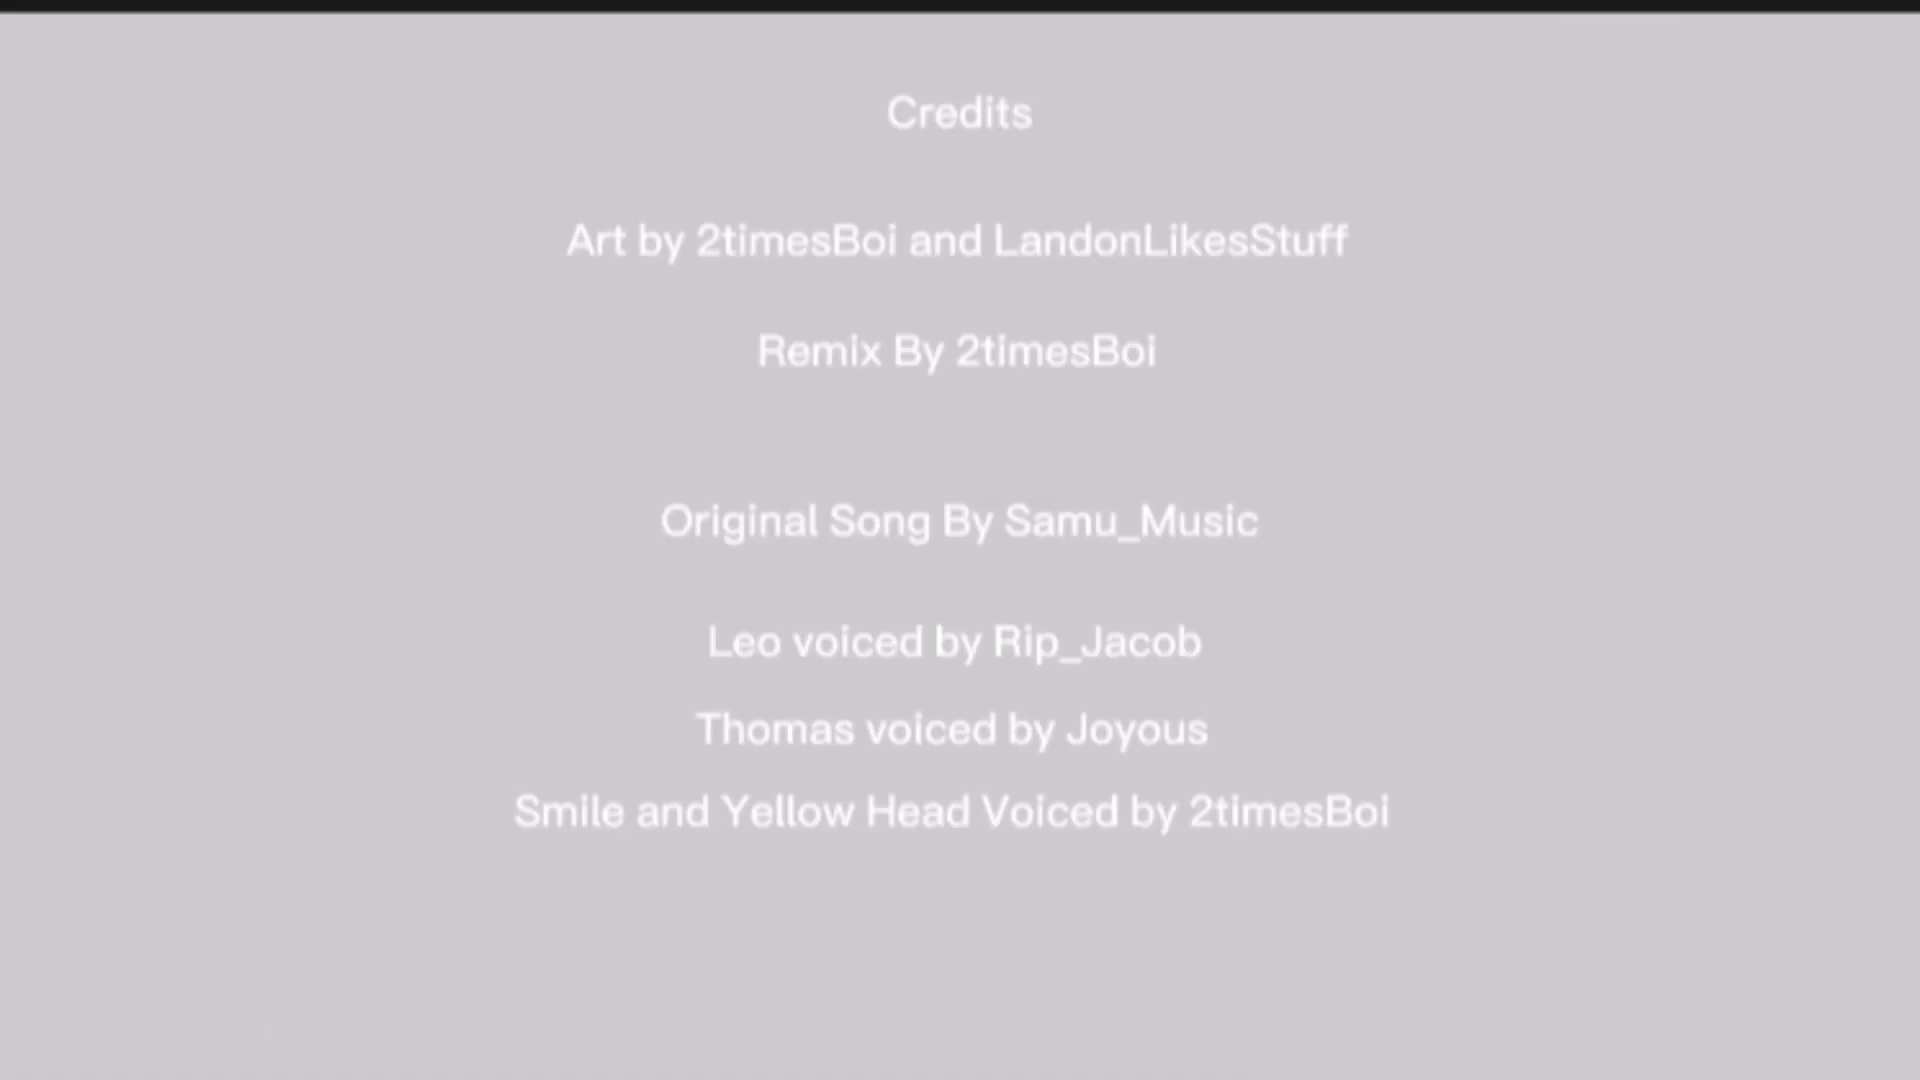 Credits
Art by 2timesBoi and LandonLikesStuff
Remix By 2timesBoi
Original Song By Samu_Music
Leo voiced by Rip_Jacob
Thomas voiced by Joyous
Smile and Yellow Head Voiced by 2timesBoi